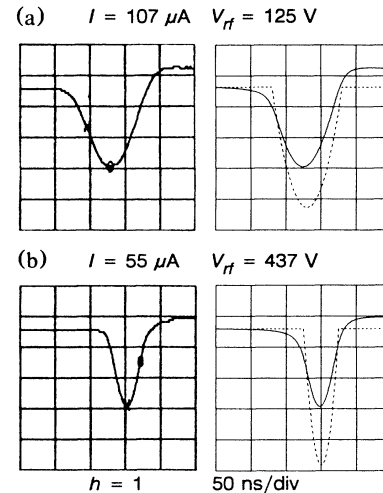 (a) I = 107 μA V_rf = 125 V
(b) I = 55 μA V_rf = 437 V
h = 1 50 ns/div